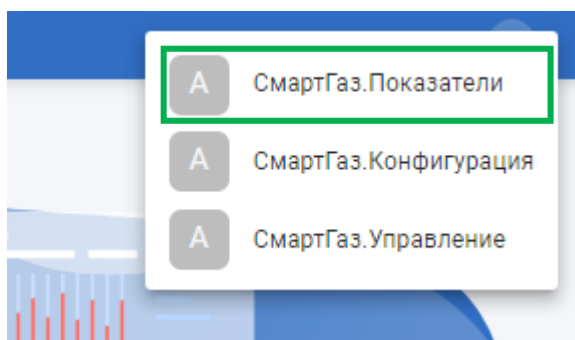 А СмартГаз.Показатели
А СмартГаз.Конфигурация
А СмартГаз.Управление